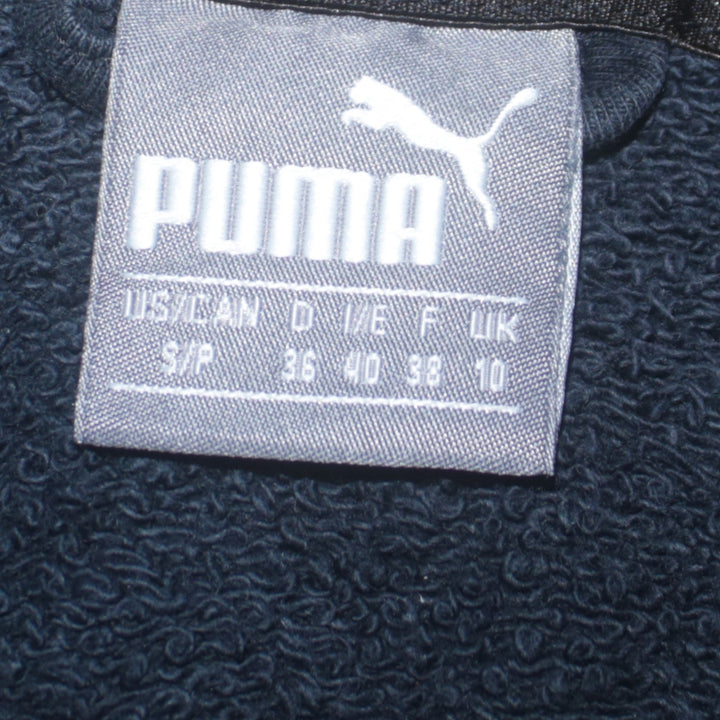 PUMA
US/CAN D I/E F UK
S/P 36 40 38 10